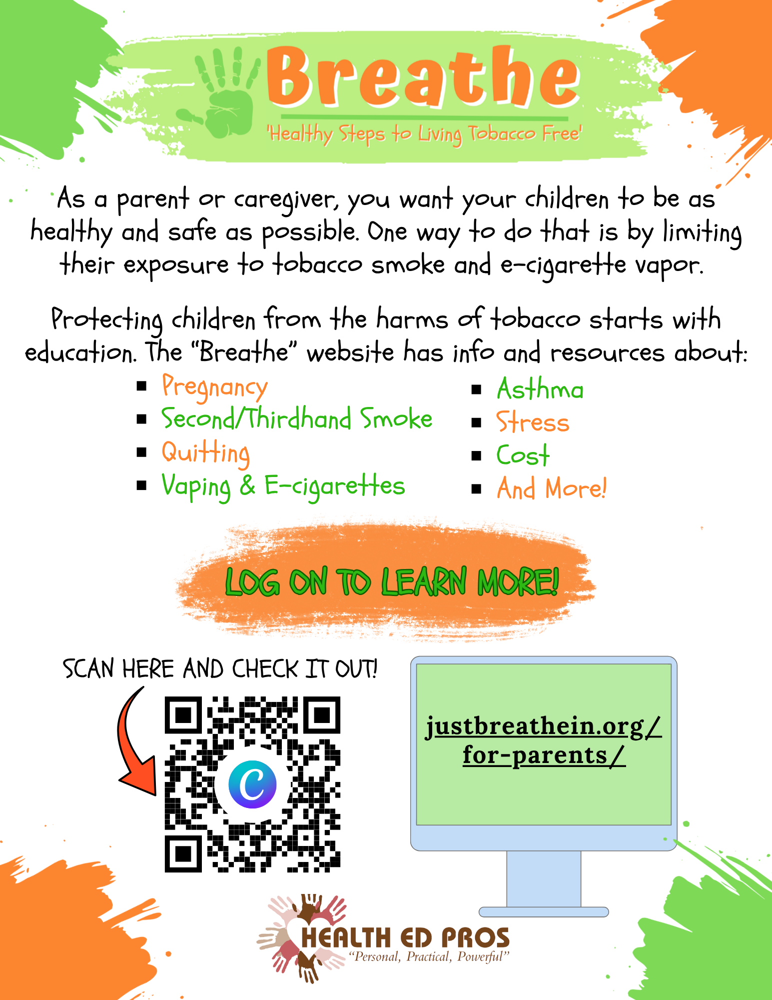 Breathe
'Healthy Steps to Living Tobacco Free'
As a parent or caregiver, you want your children to be as
healthy and safe as possible. One way to do that is by limiting
their exposure to tobacco smoke and e-cigarette vapor.
Protecting children from the harms of tobacco starts with
education. The “Breathe” website has info and resources about:
▪ Pregnancy
▪ Second/Thirdhand Smoke
▪ Quitting
▪ Vaping & E-cigarettes
▪ Asthma
▪ Stress
▪ Cost
▪ And More!
LOG ON TO LEARN MORE!
SCAN HERE AND CHECK IT OUT!
C
justbreathein.org/
for-parents/
HEALTH ED PROS
“Personal, Practical, Powerful”